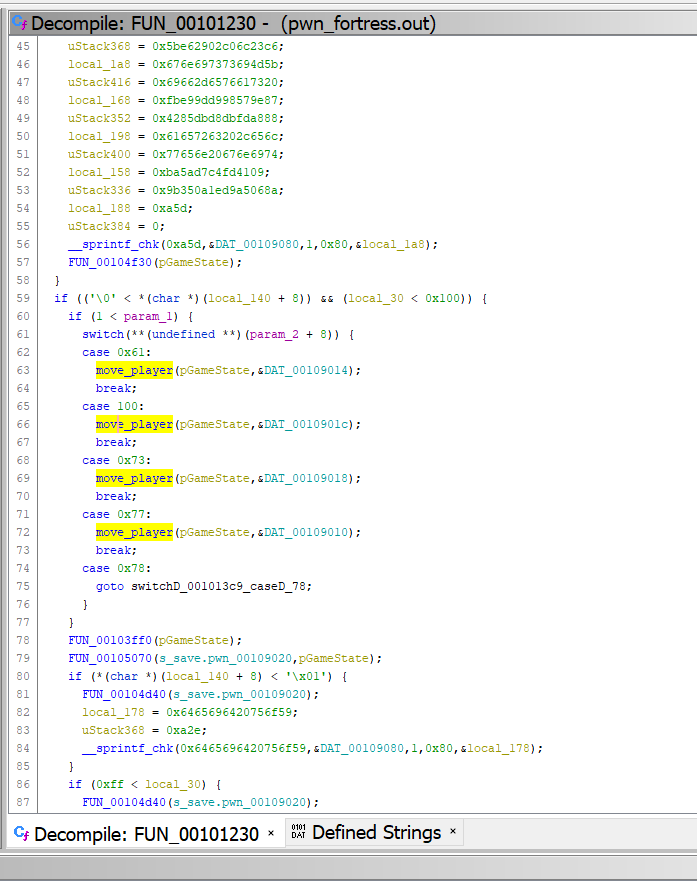 Decompile: FUN_00101230 - (pwn_fortress.out)
45 uStack368 = 0x5be62902c06c23c6;
46 local_1a8 = 0x676e697373694d5b;
47 uStack416 = 0x69662d6576617320;
48 local_168 = 0xfbe99dd998579e87;
49 uStack352 = 0x4285dbd8dbfda888;
50 local_198 = 0x61657263202c656c;
51 uStack400 = 0x77656e20676e6974;
52 local_158 = 0xba5ad7c4fd4109;
53 uStack336 = 0x9b350a1ed9a5068a;
54 local_188 = 0xa5d;
55 uStack384 = 0;
56 __sprintf_chk(0xa5d,&DAT_00109080,1,0x80,&local_1a8);
57 FUN_00104f30(pGameState);
58 }
59 if (('\0' < *(char *)(local_140 + 8)) && (local_30 < 0x100)) {
60 if (1 < param_1) {
61 switch(**(undefined **)(param_2 + 8)) {
62 case 0x61:
63 move_player(pGameState,&DAT_00109014);
64 break;
65 case 100:
66 move_player(pGameState,&DAT_0010901c);
67 break;
68 case 0x73:
69 move_player(pGameState,&DAT_00109018);
70 break;
71 case 0x77:
72 move_player(pGameState,&DAT_00109010);
73 break;
74 case 0x78:
75 goto switchD_001013c9_caseD_78;
76 }
77 }
78 FUN_00103ff0(pGameState);
79 FUN_00105070(s_save.pwn_00109020,pGameState);
80 if (*(char *)(local_140 + 8) < '\x01') {
81 FUN_00104d40(s_save.pwn_00109020);
82 local_178 = 0x6465696420756f59;
83 uStack368 = 0xa2e;
84 __sprintf_chk(0x6465696420756f59,&DAT_00109080,1,0x80,&local_178);
85 }
86 if (0xff < local_30) {
87 FUN_00104d40(s_save.pwn_00109020);
Decompile: FUN_00101230 × 0101 DAT Defined Strings ×